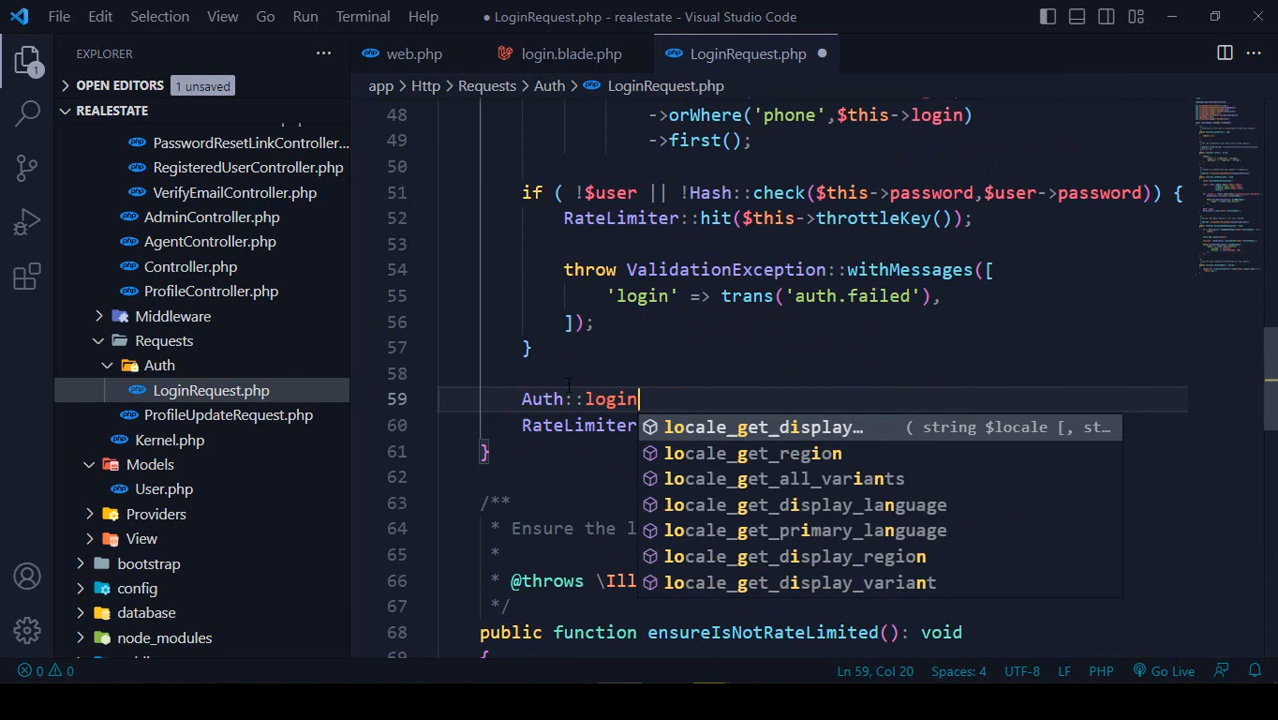 File Edit Selection View Go Run Terminal Help
● LoginRequest.php - realestate - Visual Studio Code
EXPLORER
web.php login.blade.php LoginRequest.php
OPEN EDITORS 1 unsaved
app > Http > Requests > Auth > LoginRequest.php
1
REALESTATE
PasswordResetLinkController...
RegisteredUserController.php
VerifyEmailController.php
AdminController.php
AgentController.php
Controller.php
ProfileController.php
Middleware
Requests
Auth
LoginRequest.php
ProfileUpdateRequest.php
Kernel.php
Models
User.php
Providers
View
bootstrap
config
database
node_modules
48 ->orWhere('phone',$this->login)
49 ->first();
50
51 if ( !$user || !Hash::check($this->password,$user->password)) {
52 RateLimiter::hit($this->throttleKey());
53
54 throw ValidationException::withMessages([
55 'login' => trans('auth.failed'),
56 ]);
57 }
58
59 Auth::login
60 RateLimiter
61 }
62
63 /**
64 * Ensure the l
65 *
66 * @throws \Ill
67 */
68 public function ensureIsNotRateLimited(): void
69 {
locale_get_display… ( string $locale [, st...
locale_get_region
locale_get_all_variants
locale_get_display_language
locale_get_primary_language
locale_get_display_region
locale_get_display_variant
0 0 Ln 59, Col 20 Spaces: 4 UTF-8 LF PHP Go Live